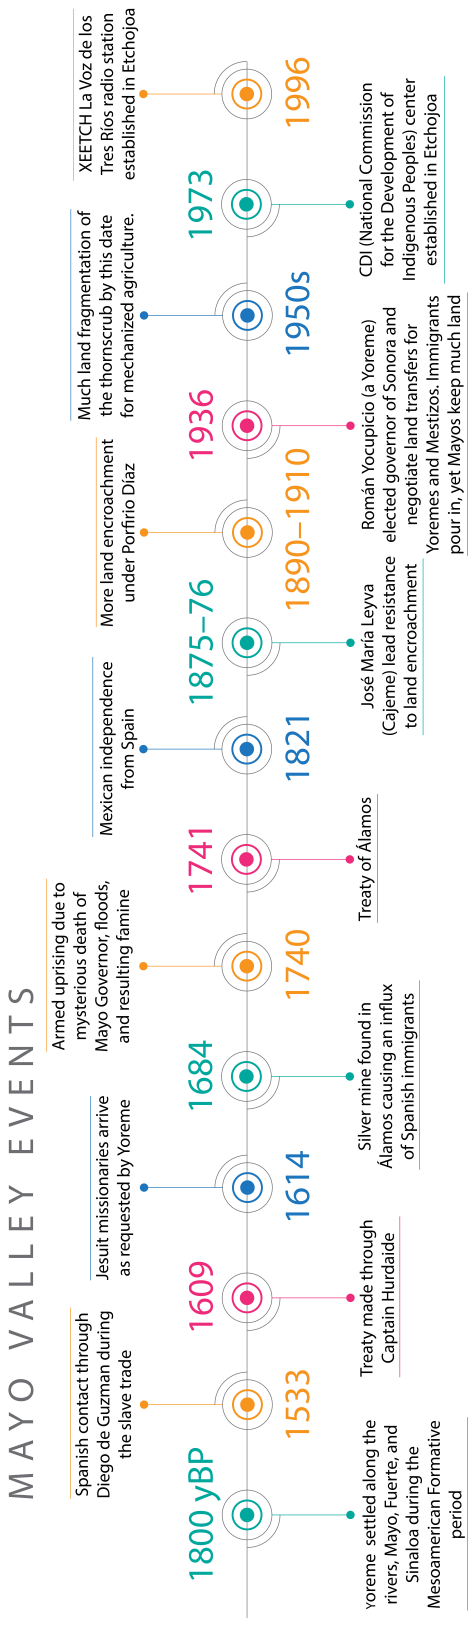 MAYO VALLEY EVENTS
1800 yBP
Yoreme settled along the
rivers, Mayo, Fuerte, and
Sinaloa during the
Mesoamerican Formative
period
Spanish contact through
Diego de Guzman during
the slave trade
1533
1609
Treaty made through
Captain Hurdaide
Jesuit missionaries arrive
as requested by Yoreme
1614
1684
Silver mine found in
Álamos causing an influx
of Spanish immigrants
Armed uprising due to
mysterious death of
Mayo Governor, floods,
and resulting famine
1740
1741
Treaty of Álamos
Mexican independence
from Spain
1821
1875–76
José María Leyva
(Cajeme) lead resistance
to land encroachment
More land encroachment
under Porfirio Díaz
1890–1910
1936
Román Yocupicio (a Yoreme)
elected governor of Sonora and
negotiate land transfers for
Yoremes and Mestizos. Immigrants
pour in, yet Mayos keep much land
Much land fragmentation of
the thornscrub by this date
for mechanized agriculture.
1950s
1973
CDI (National Commission
for the Development of
Indigenous Peoples) center
established in Etchojoa
XEETCH La Voz de los
Tres Rios radio station
established in Etchojoa
1996